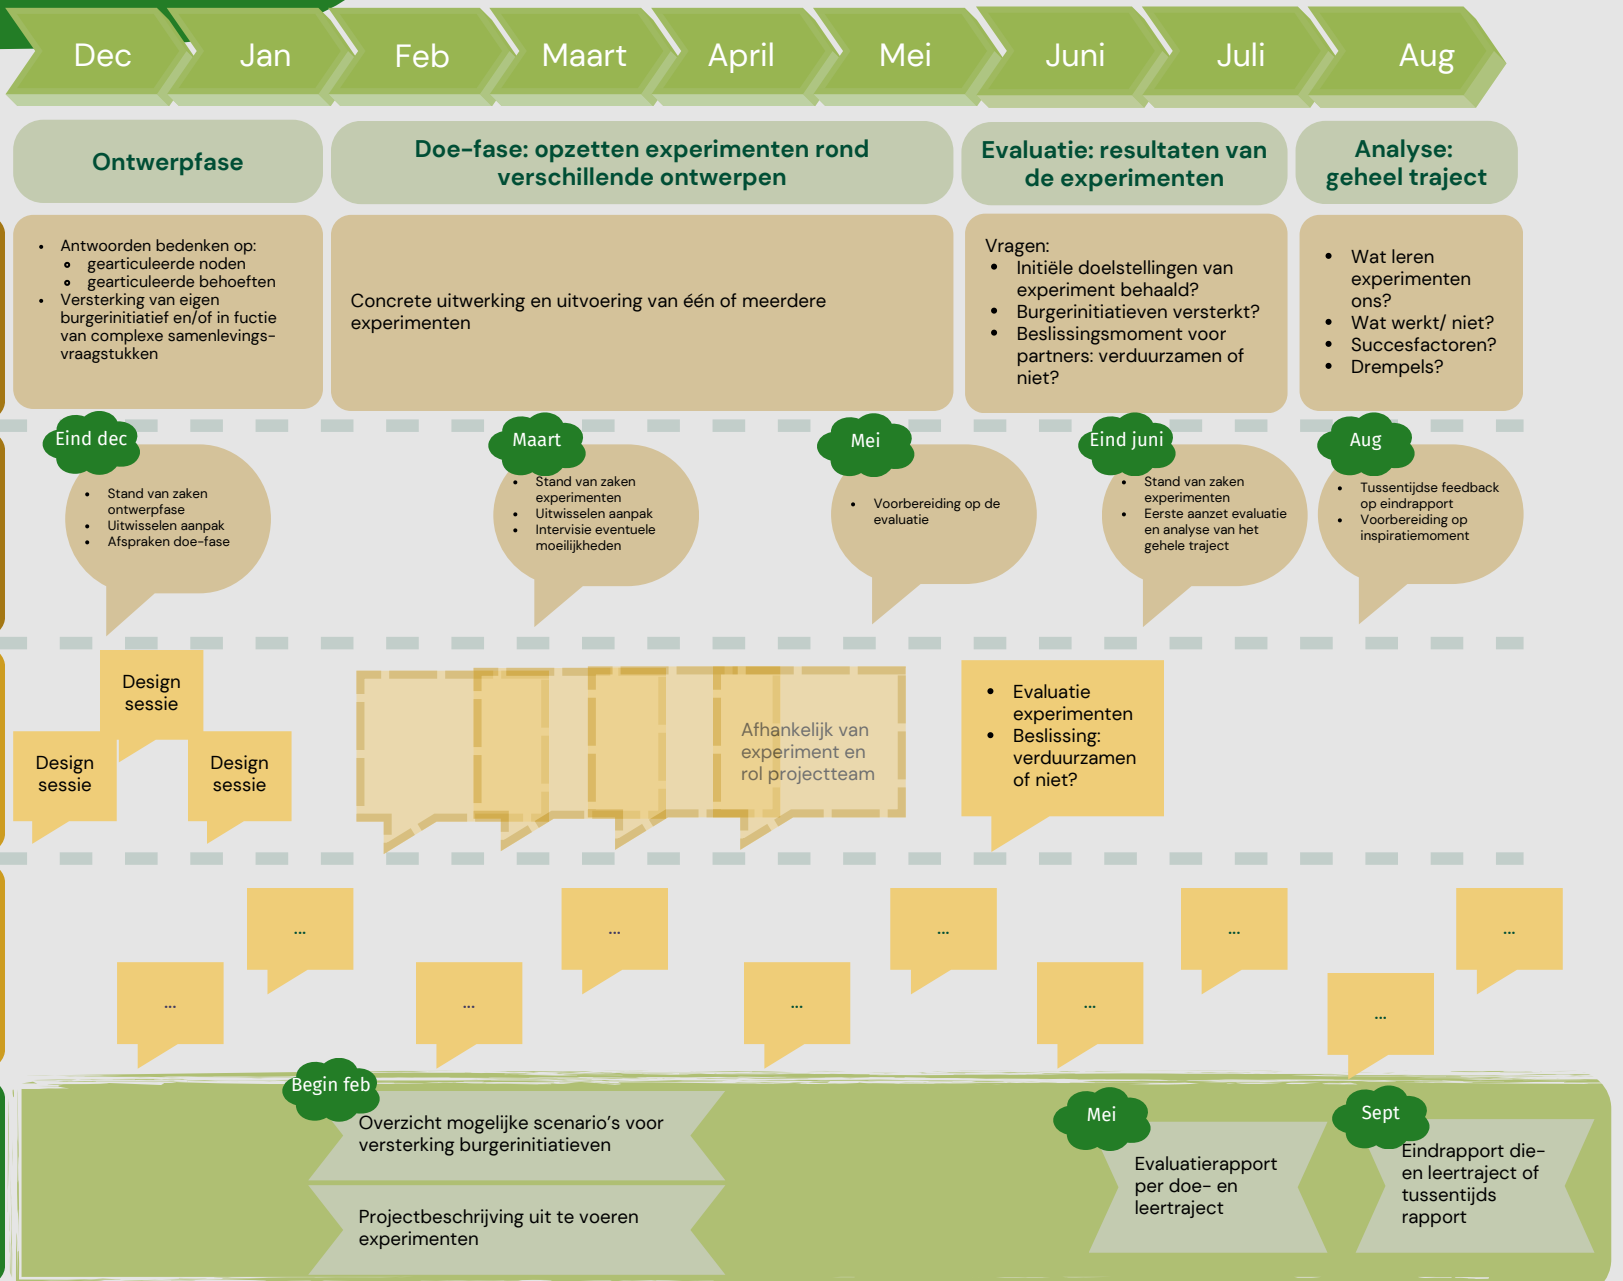 Dec
Jan
Feb
Maart
April
Mei
Juni
Juli
Aug
Ontwerpfase
Doe-fase: opzetten experimenten rond
verschillende ontwerpen
Evaluatie: resultaten van
de experimenten
Analyse:
geheel traject
• Antwoorden bedenken op:
gearticuleerde noden
gearticuleerde behoeften
• Versterking van eigen
burgerinitiatief en/of in fuctie
van complexe samenlevings-
vraagstukken
Concrete uitwerking en uitvoering van één of meerdere
experimenten
Vragen:
• Initiële doelstellingen van
experiment behaald?
• Burgerinitiatieven versterkt?
• Beslissingsmoment voor
partners: verduurzamen of
niet?
• Wat leren
experimenten
ons?
• Wat werkt/ niet?
• Succesfactoren?
• Drempels?
Eind dec
• Stand van zaken
ontwerpfase
• Uitwisselen aanpak
• Afspraken doe-fase
Maart
• Stand van zaken
experimenten
• Uitwisselen aanpak
• Intervisie eventuele
moeilijkheden
Mei
• Voorbereiding op de
evaluatie
Eind juni
• Stand van zaken
experimenten
• Eerste aanzet evaluatie
en analyse van het
gehele traject
Aug
• Tussentijdse feedback
op eindrapport
• Voorbereiding op
inspiratiemoment
Design
sessie
Design
sessie
Design
sessie
Afhankelijk van
experiment en
rol projectteam
• Evaluatie
experimenten
• Beslissing:
verduurzamen
of niet?
...
...
...
...
...
...
...
...
...
...
Begin feb
Overzicht mogelijke scenario's voor
versterking burgerinitiatieven
Projectbeschrijving uit te voeren
experimenten
Mei
Evaluatierapport
per doe- en
leertraject
Sept
Eindrapport die-
en leertraject of
tussentijds
rapport